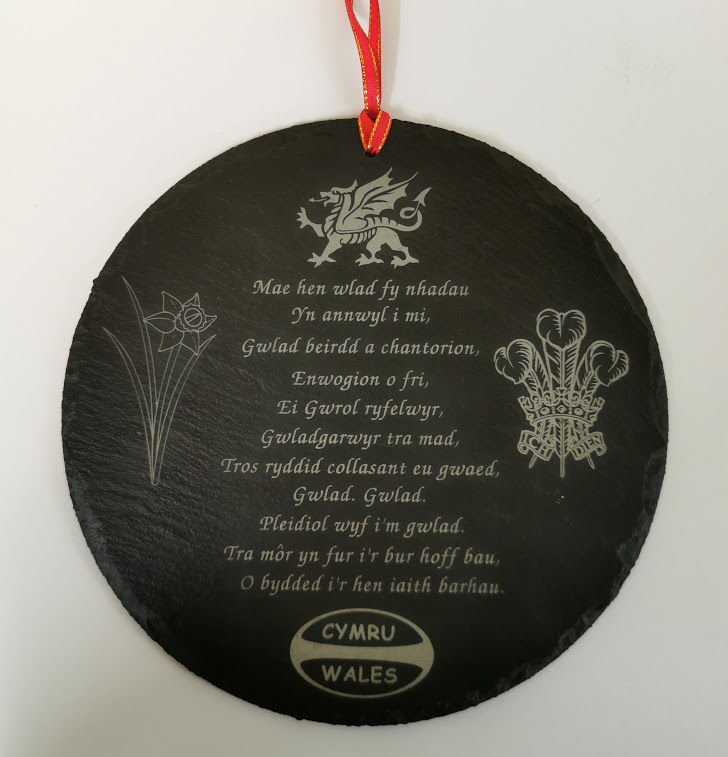 Mae hen wlad fy nhadau
Yn annwyl i mi,
Gwlad beirdd a chantorion,
Enwogion o fri,
Ei Gwrol ryfelwyr,
Gwladgarwyr tra mad,
Tros ryddid collasant eu gwaed,
Gwlad. Gwlad.
Pleidiol wyf i'm gwlad.
Tra môr yn fur i'r bur hoff bau,
O bydded i'r hen iaith barhau.
ICH DIEN
CYMRU
WALES